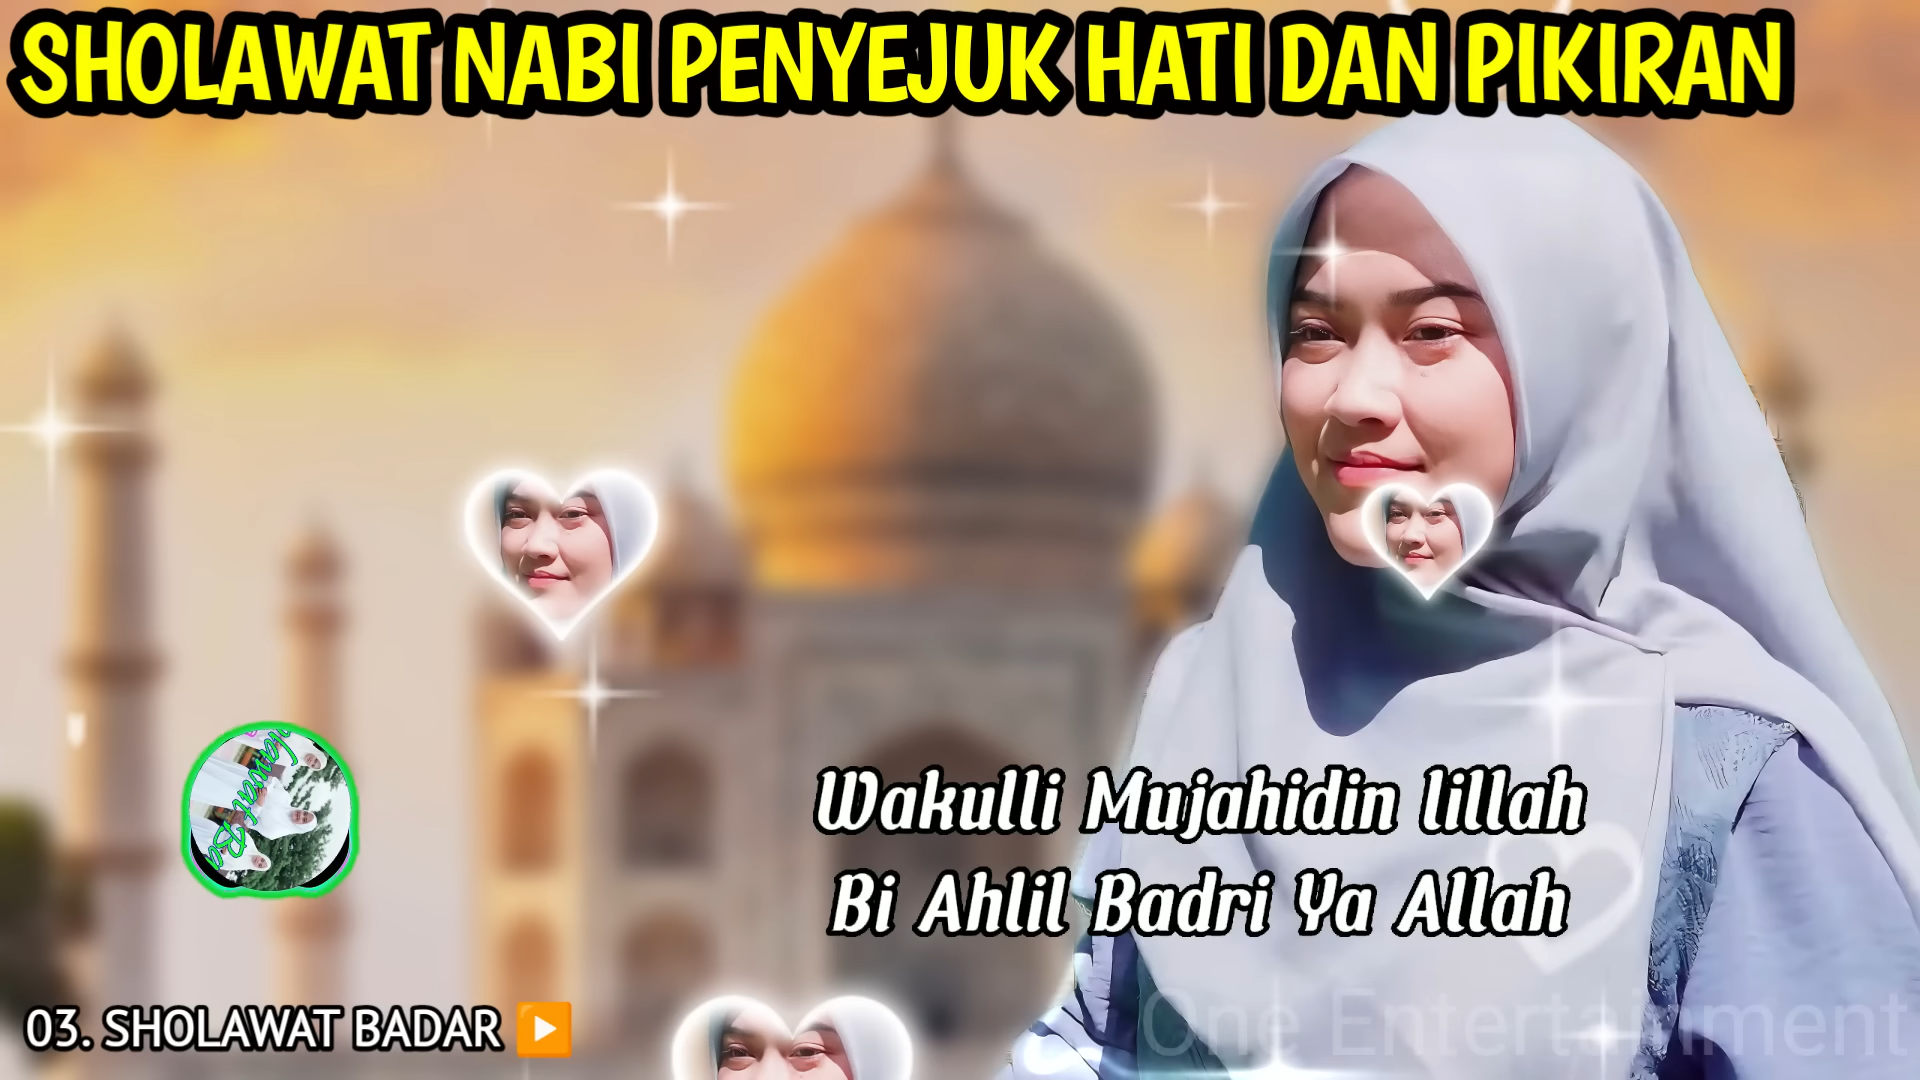 SHOLAWAT NABI PENYEJUK HATI DAN PIKIRAN
Wakulli Mujahidin lillah
Bi Ahlil Badri Ya Allah
03. SHOLAWAT BADAR
One Entertainment